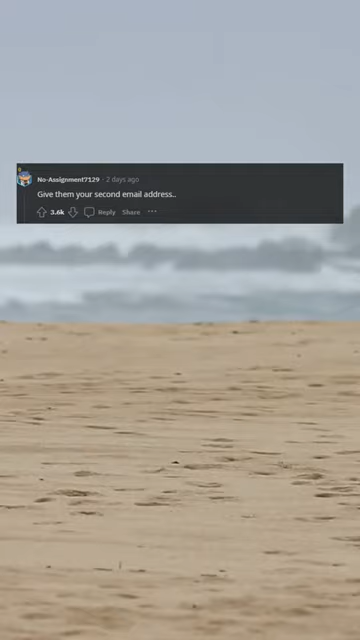 No-Assignment7129 · 2 days ago
Give them your second email address..
3.6k Reply Share ···